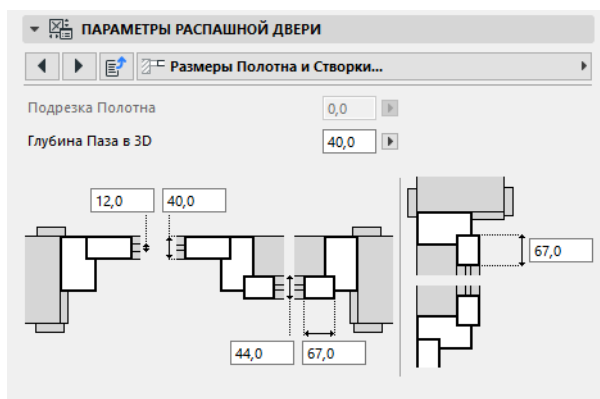 ПАРАМЕТРЫ РАСПАШНОЙ ДВЕРИ
Размеры Полотна и Створки...
Подрезка Полотна 0,0
Глубина Паза в 3D 40,0
12,0 40,0
67,0
44,0 67,0